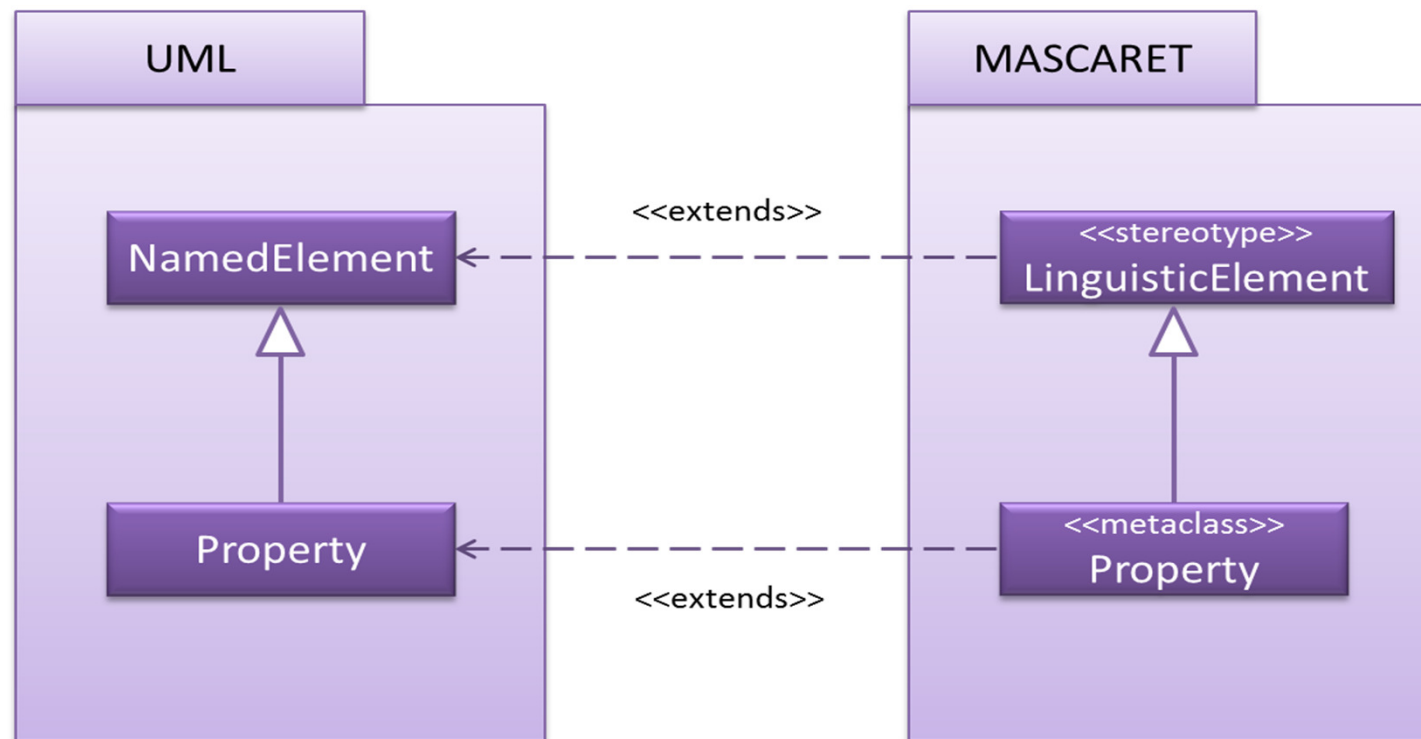 UML
MASCARET
<<extends>>
NamedElement
<<stereotype>>
LinguisticElement
Property
<<metaclass>>
Property
<<extends>>